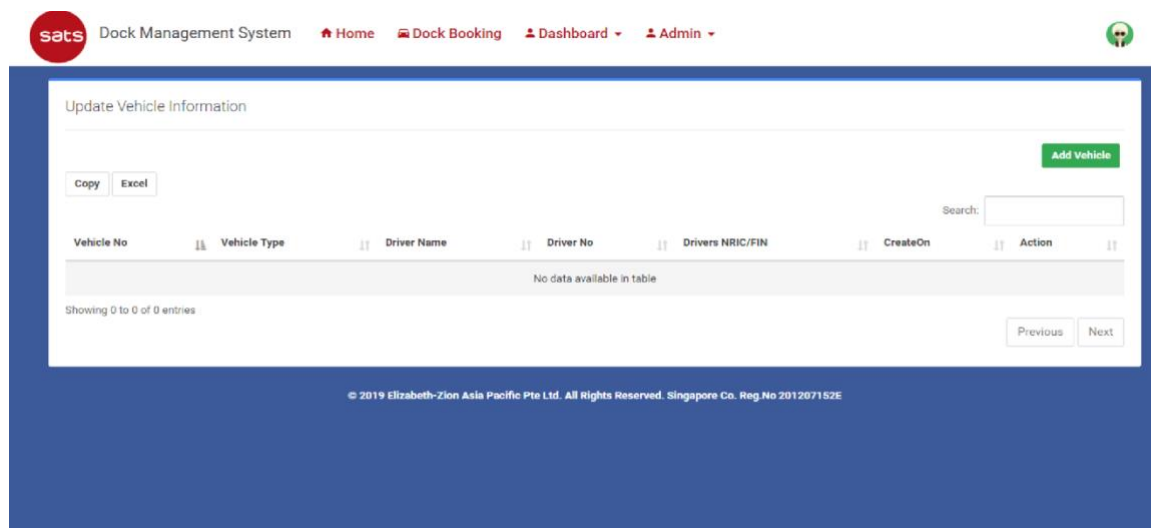 sats Dock Management System Home Dock Booking Dashboard Admin
Update Vehicle Information
Add Vehicle
Copy Excel
Search:
Vehicle No Vehicle Type Driver Name Driver No Drivers NRIC/FIN CreateOn Action
No data available in table
Showing 0 to 0 of 0 entries
Previous Next
© 2019 Elizabeth-Zion Asia Pacific Pte Ltd. All Rights Reserved. Singapore Co. Reg.No 201207152E